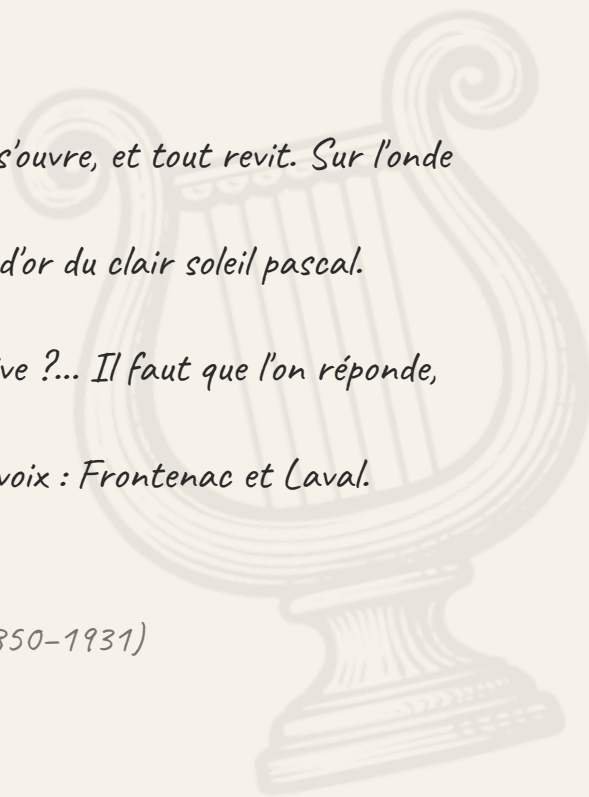 s'ouvre, et tout revit. Sur l'onde
d'or du clair soleil pascal.
ve ?... Il faut que l'on réponde,
voix : Frontenac et Laval.
850–1931)